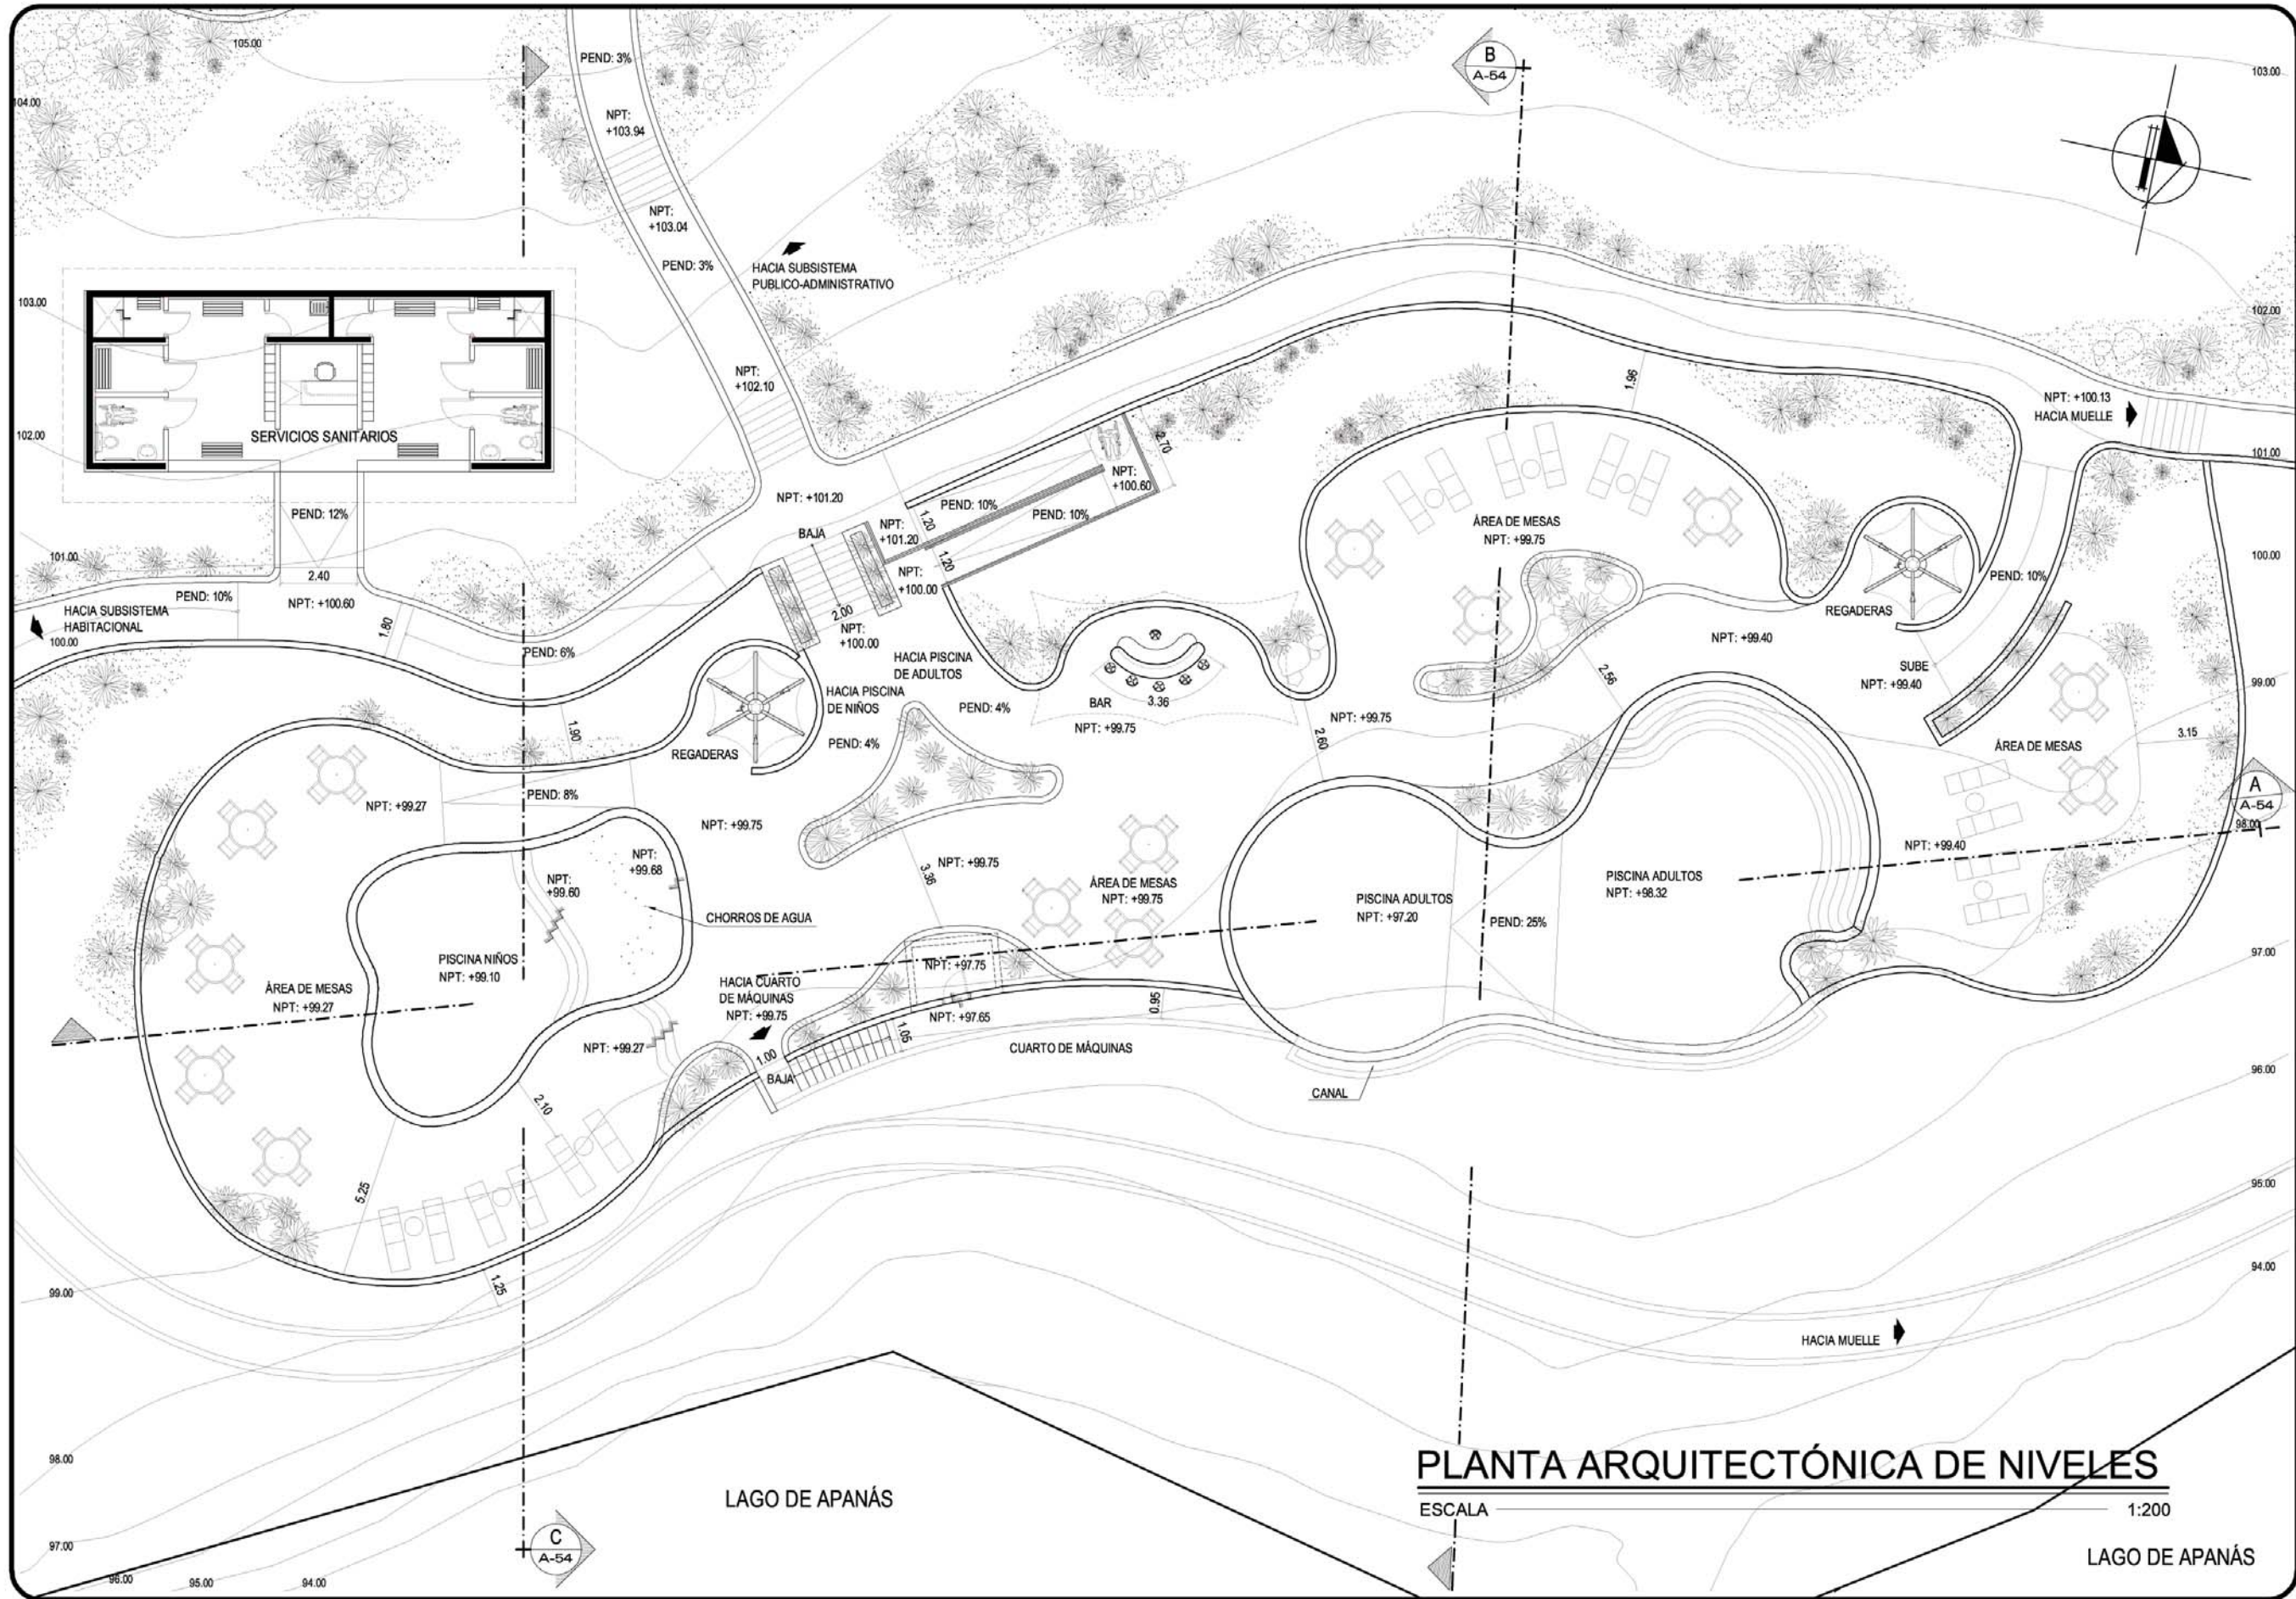 105.00
PEND: 3%
B
A-54
103.00
104.00
NPT:
+103.94
NPT:
+103.04
PEND: 3%
HACIA SUBSISTEMA
PUBLICO-ADMINISTRATIVO
103.00
102.00
NPT:
+102.10
1.96
NPT: +100.13
HACIA MUELLE
102.00
SERVICIOS SANITARIOS
2.70
101.00
NPT:
+100.60
NPT: +101.20
PEND: 10%
PEND: 10%
1.20
PEND: 12%
BAJA
NPT:
+101.20
ÁREA DE MESAS
NPT: +99.75
101.00
100.00
1.20
2.40
NPT:
+100.00
PEND: 10%
PEND: 10%
NPT: +100.60
HACIA SUBSISTEMA
HABITACIONAL
2.00
REGADERAS
100.00
1.80
NPT:
+100.00
NPT: +99.40
PEND: 6%
HACIA PISCINA
DE ADULTOS
SUBE
NPT: +99.40
2.56
99.00
HACIA PISCINA
DE NIÑOS
PEND: 4%
BAR
3.36
NPT: +99.75
NPT: +99.75
1.90
2.60
3.15
REGADERAS
PEND: 4%
ÁREA DE MESAS
A
A-54
PEND: 8%
NPT: +99.27
NPT: +99.75
98.00
NPT: +99.40
NPT:
+99.68
NPT: +99.75
3.36
NPT:
+99.60
ÁREA DE MESAS
NPT: +99.75
PISCINA ADULTOS
NPT: +98.32
PISCINA ADULTOS
NPT: +97.20
CHORROS DE AGUA
PEND: 25%
PISCINA NIÑOS
NPT: +99.10
NPT: +97.75
97.00
ÁREA DE MESAS
NPT: +99.27
HACIA CUARTO
DE MÁQUINAS
NPT: +99.75
0.95
NPT: +97.65
1.05
NPT: +99.27
1.00
CUARTO DE MÁQUINAS
BAJA
96.00
CANAL
2.10
5.25
95.00
94.00
1.25
99.00
HACIA MUELLE
98.00
PLANTA ARQUITECTÓNICA DE NIVELES
LAGO DE APANÁS
ESCALA
1:200
97.00
C
A-54
LAGO DE APANÁS
96.00
95.00
94.00